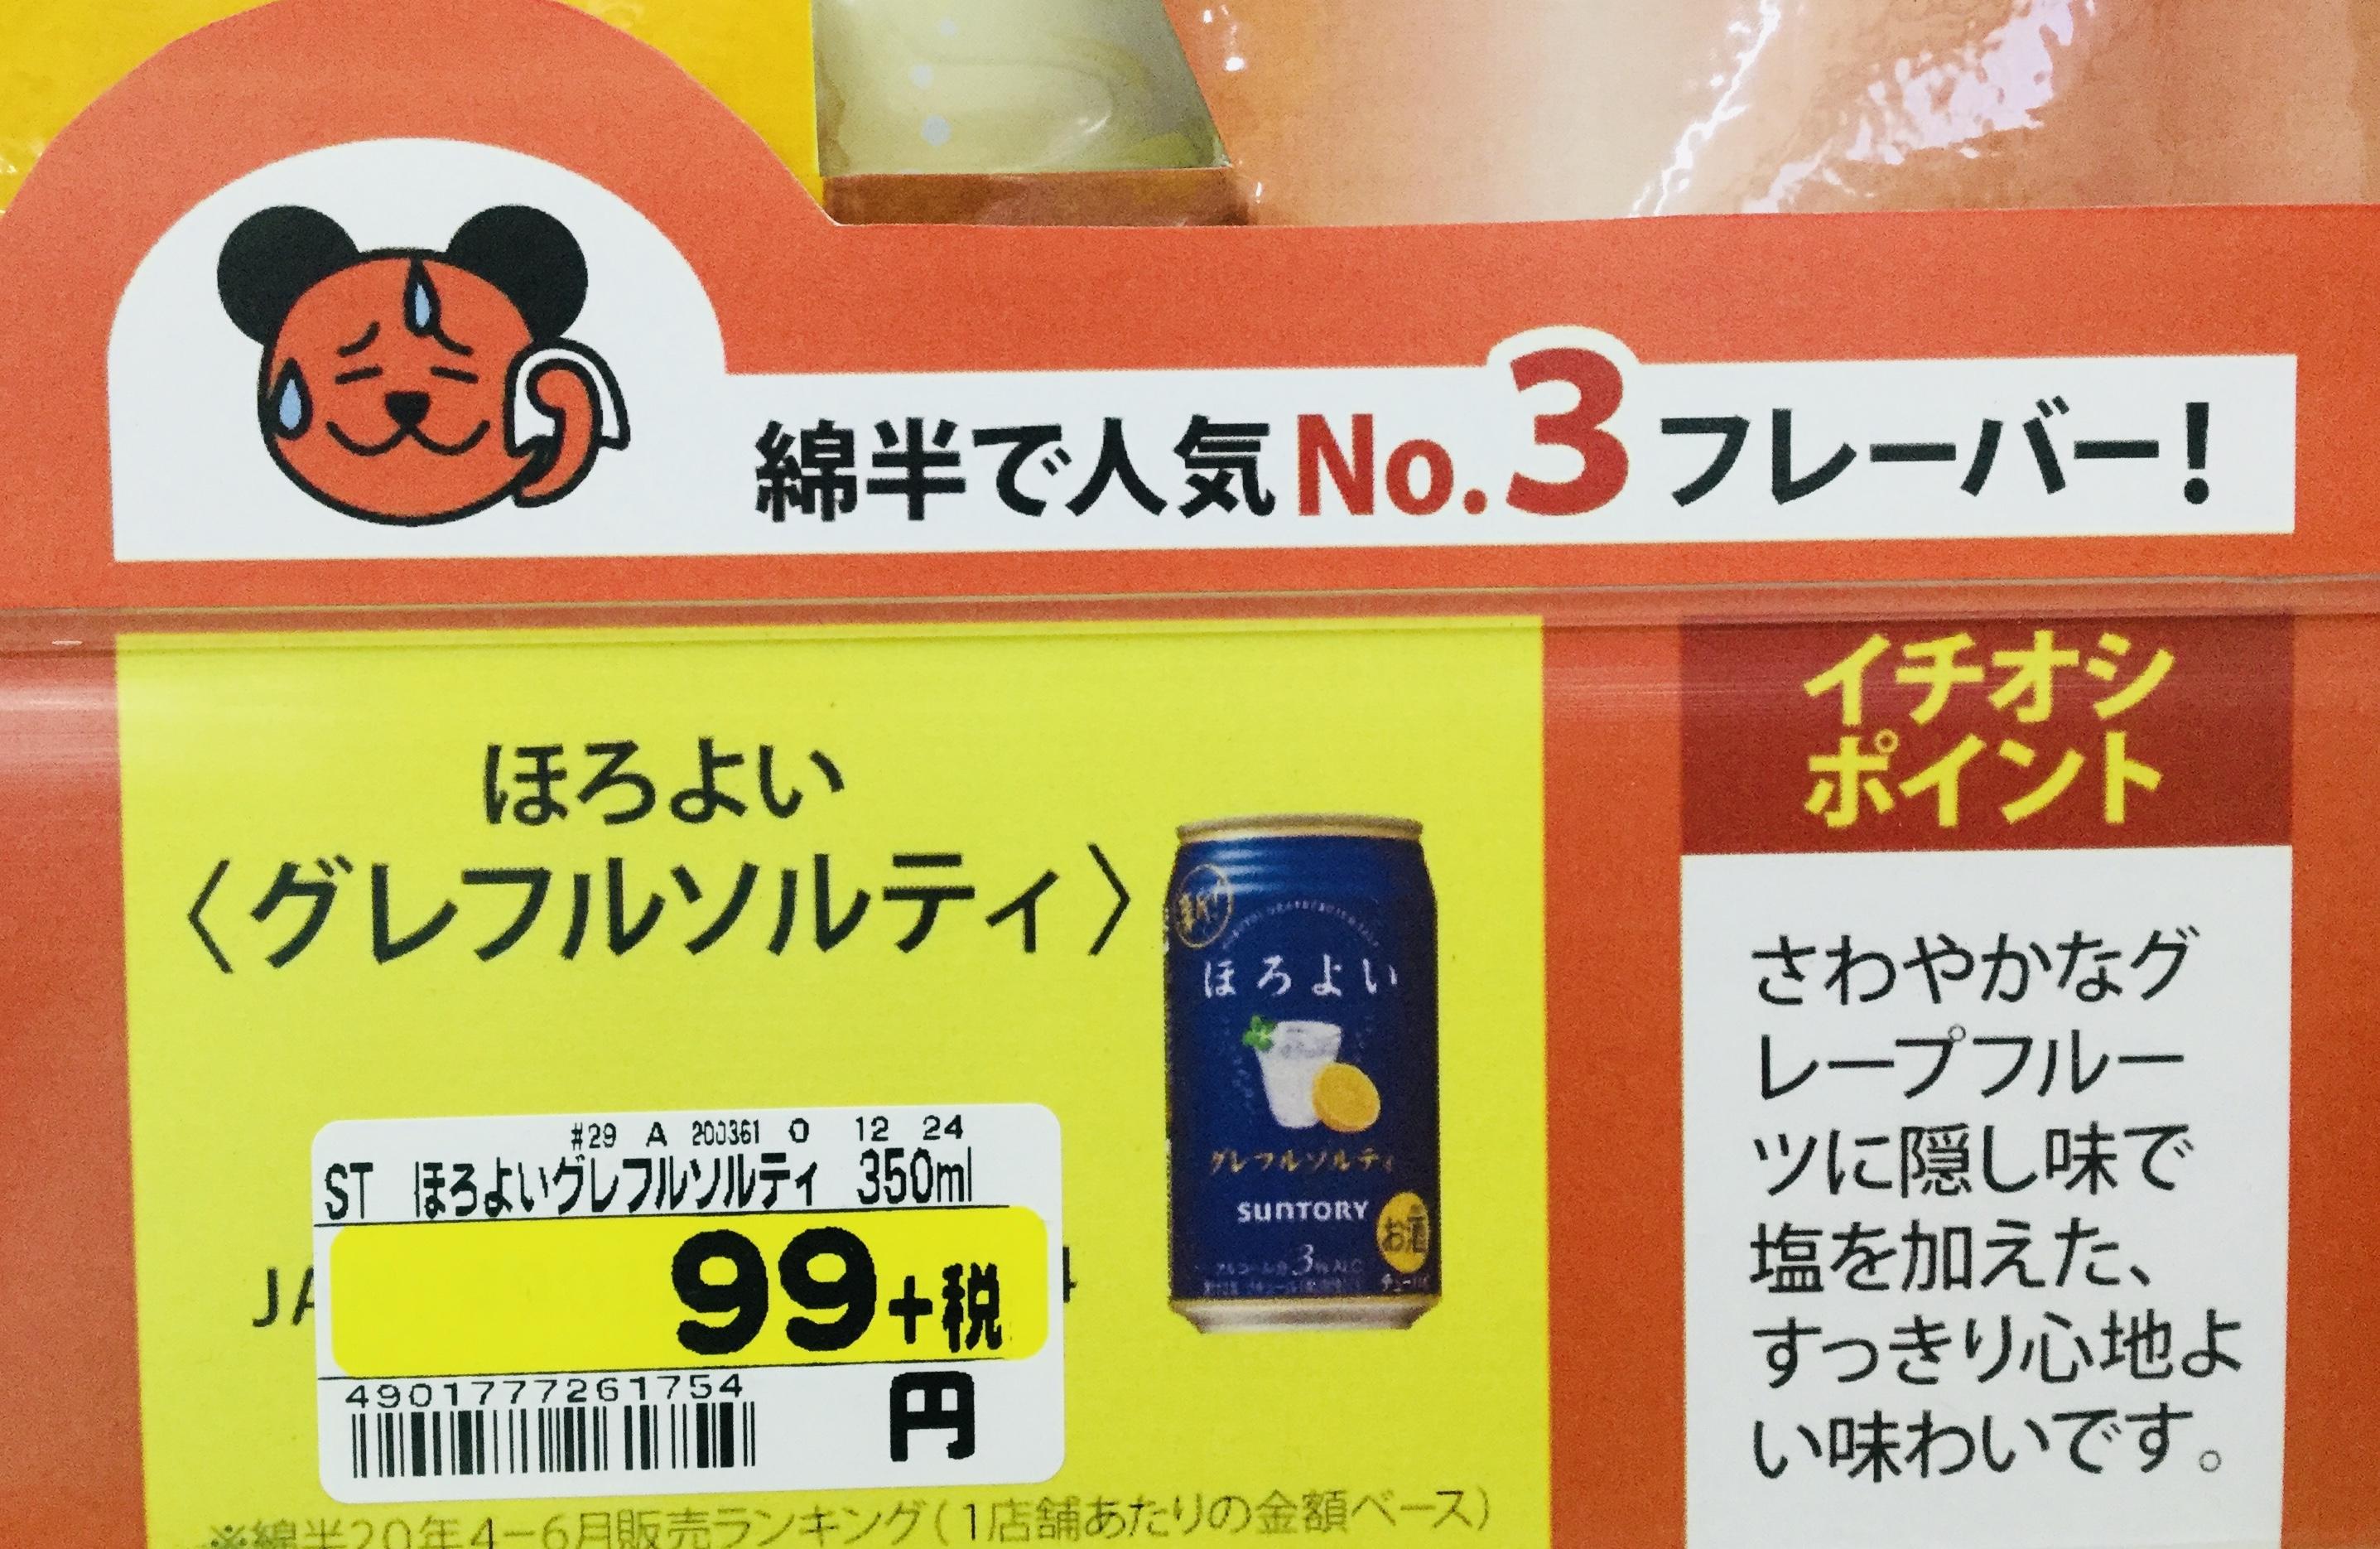 綿半で人気No.3フレーバー!
ほろよい
〈グレフルソルティ〉
新!
ほろよい
グレフルソルティ
SUNTORY
お酒
3% ALC
#29 A 200361 0 12 24
ST ほろよいグレフルソルティ 350ml
99+税
円
4901777261754
JA
4
※綿半20年4−6月販売ランキング(1店舗あたりの金額ベース)
イチオシ
ポイント
さわやかなグ
レープフルー
ツに隠し味で
塩を加えた、
すっきり心地よ
い味わいです。